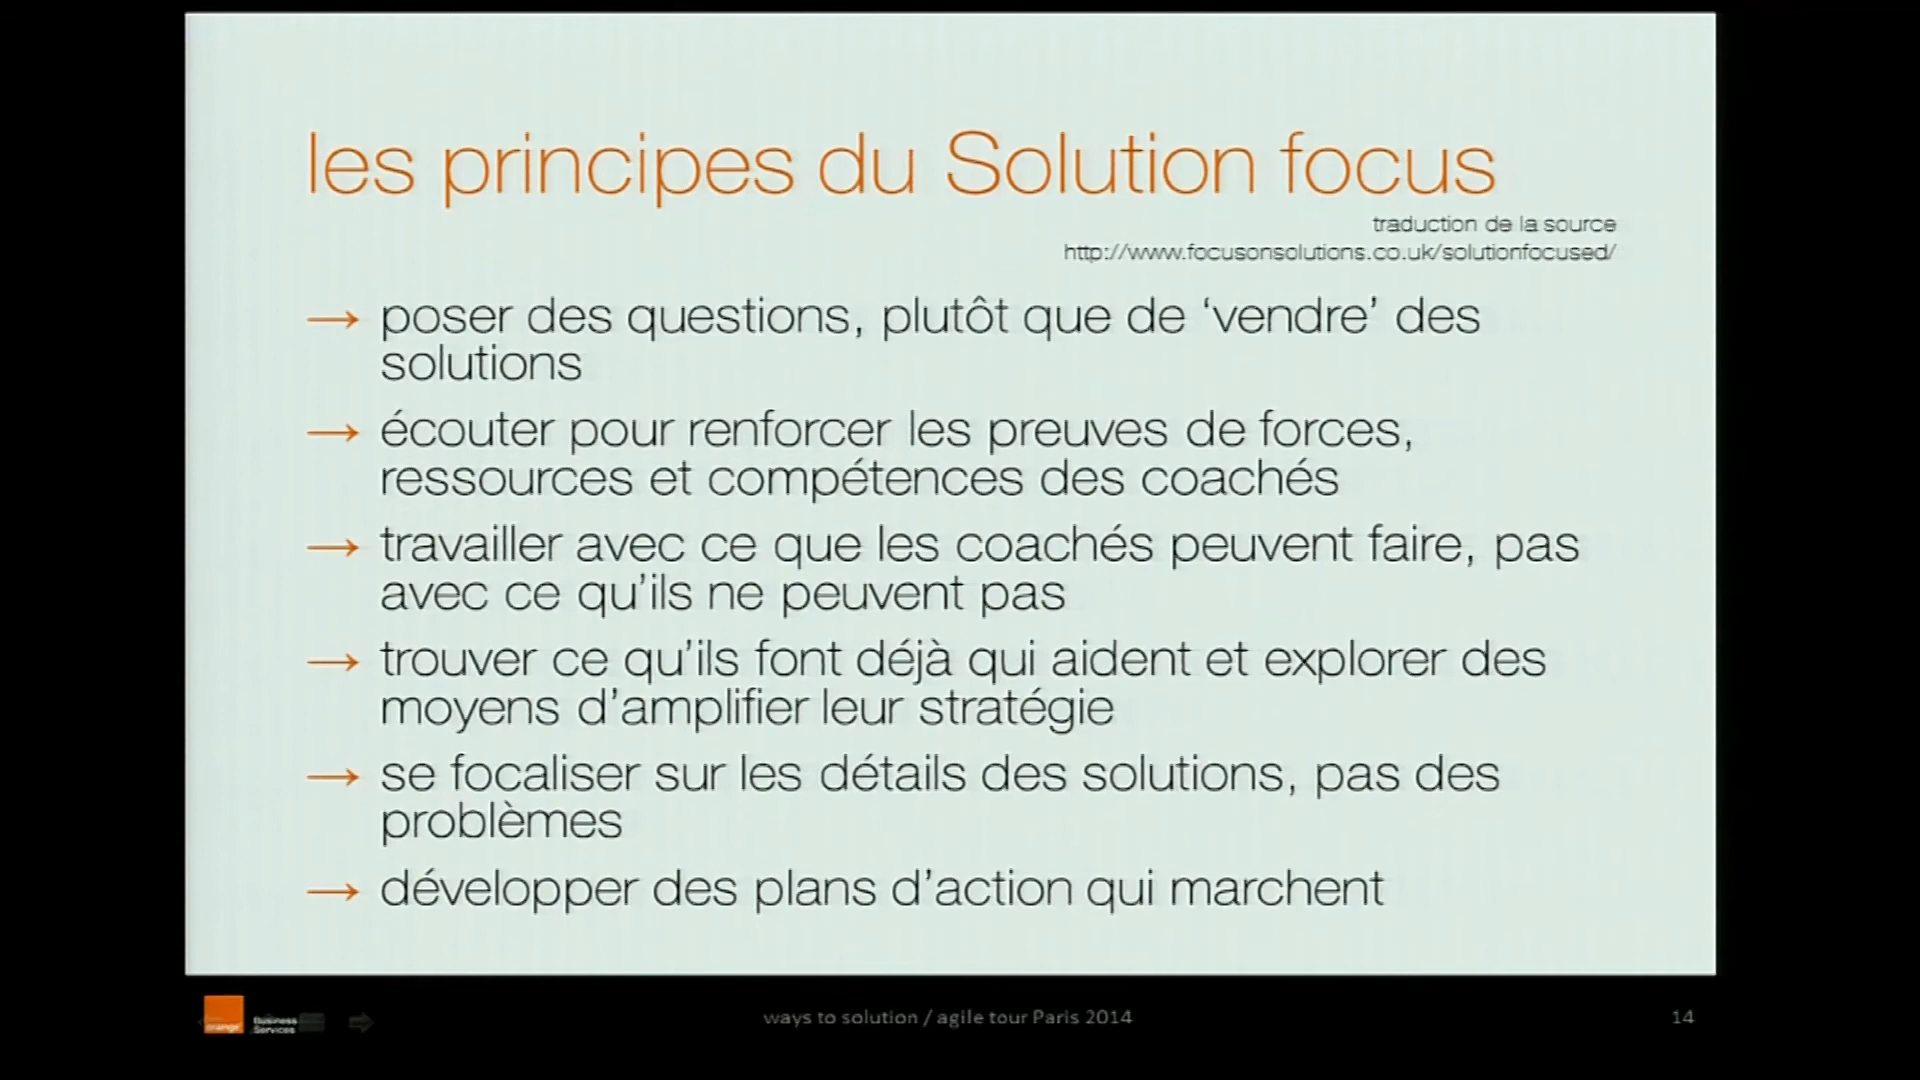 les principes du Solution focus
traduction de la source
http://www.focusonsolutions.co.uk/solutionfocused/
→ poser des questions, plutôt que de ‘vendre’ des
solutions
→ écouter pour renforcer les preuves de forces,
ressources et compétences des coachés
→ travailler avec ce que les coachés peuvent faire, pas
avec ce qu’ils ne peuvent pas
→ trouver ce qu’ils font déjà qui aident et explorer des
moyens d’amplifier leur stratégie
→ se focaliser sur les détails des solutions, pas des
problèmes
→ développer des plans d’action qui marchent
orange
Business
Services
ways to solution / agile tour Paris 2014
14